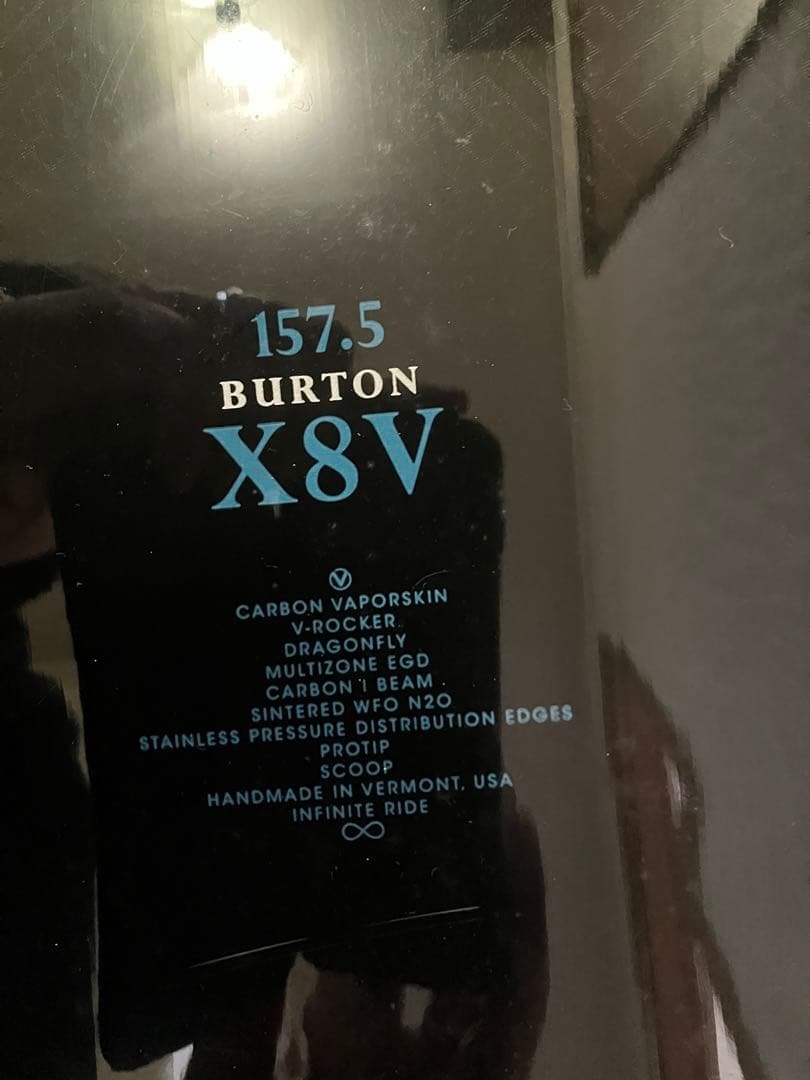 157.5
BURTON
X8V
V
CARBON VAPORSKIN
V-ROCKER
DRAGONFLY
MULTIZONE EGD
CARBON I BEAM
SINTERED WFO N2O
STAINLESS PRESSURE DISTRIBUTION EDGES
PROTIP
SCOOP
HANDMADE IN VERMONT, USA
INFINITE RIDE
∞